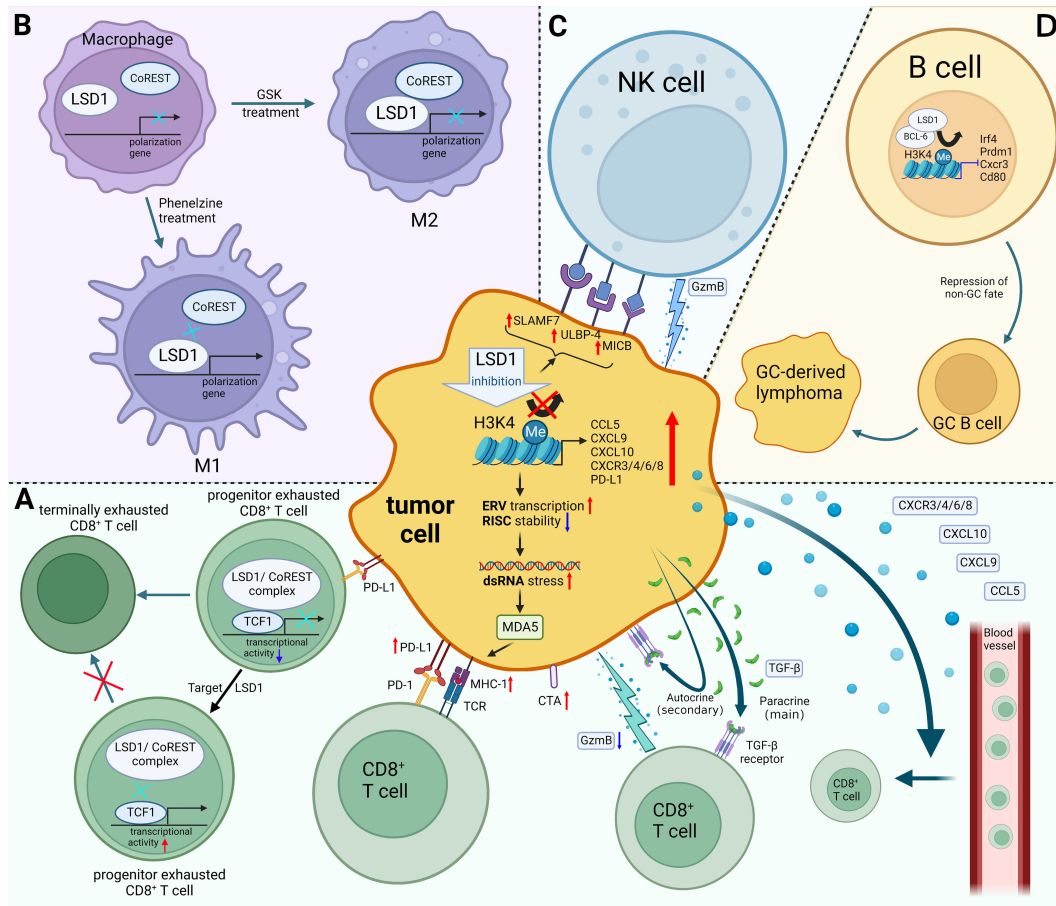 B
Macrophage
CoREST
LSD1
polarization
gene
GSK
treatment
CoREST
LSD1
polarization
gene
M2
Phenelzine
treatment
CoREST
LSD1
polarization
gene
M1
C
NK cell
GzmB
D
B cell
LSD1
BCL-6
H3K4
Me
Irf4
Prdm1
Cxcr3
Cd80
Repression of
non-GC fate
GC B cell
GC-derived
lymphoma
SLAMF7
ULBP-4
MICB
LSD1
inhibition
H3K4
Me
CCL5
CXCL9
CXCL10
CXCR3/4/6/8
PD-L1
tumor
cell
ERV transcription
RISC stability
dsRNA stress
MDA5
A
terminally exhausted
CD8⁺ T cell
progenitor exhausted
CD8⁺ T cell
LSD1/ CoREST
complex
TCF1
transcriptional
activity
PD-L1
Target LSD1
LSD1/ CoREST
complex
TCF1
transcriptional
activity
progenitor exhausted
CD8⁺ T cell
PD-L1
PD-1
MHC-1
TCR
CD8⁺
T cell
CTA
GzmB
Autocrine
(secondary)
TGF-β
Paracrine
(main)
TGF-β
receptor
CD8⁺
T cell
CXCR3/4/6/8
CXCL10
CXCL9
CCL5
Blood
vessel
CD8⁺
T cell